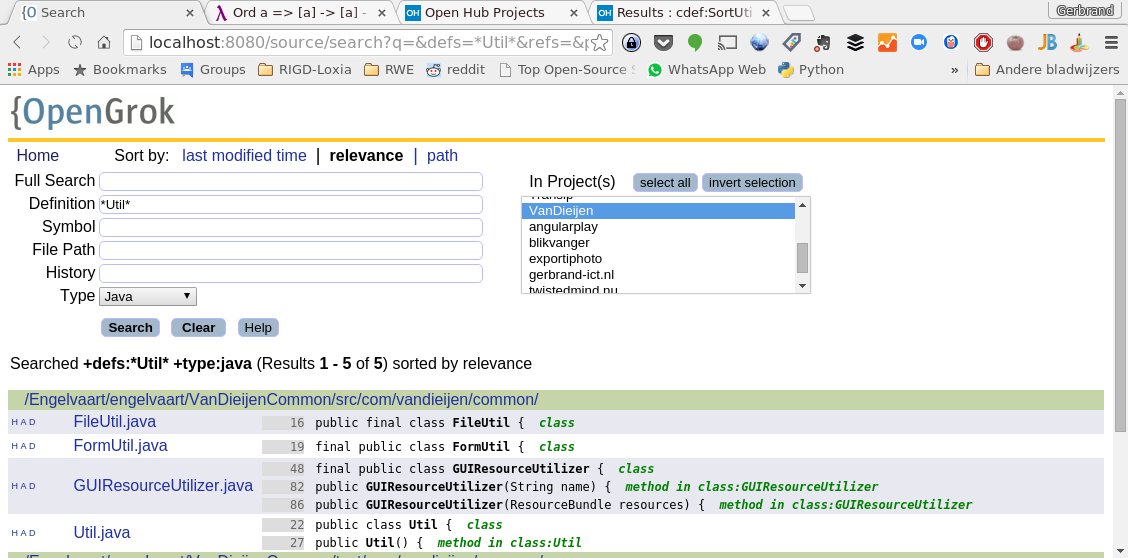 Search
Ord a => [a] -> [a] -
Open Hub Projects
Results : cdef:SortUti
Gerbrand
localhost:8080/source/search?q=&defs=*Util*&refs=&p
Apps
Bookmarks
Groups
RIGD-Loxia
RWE
reddit
Top Open-Source S
WhatsApp Web
Python
»
Andere bladwijzers
{OpenGrok
Home
Sort by: last modified time | relevance | path
Full Search
In Project(s) select all invert selection
Definition *Util*
Symbol
File Path
History
Type Java
VanDieijen
angularplay
blikvanger
exportiphoto
gerbrand-ict.nl
twistedmind.nu
Search Clear Help
Searched +defs:*Util* +type:java (Results 1 - 5 of 5) sorted by relevance
/Engelvaart/engelvaart/VanDieijenCommon/src/com/vandieijen/common/
H A D FileUtil.java 16 public final class FileUtil { class
H A D FormUtil.java 19 final public class FormUtil { class
H A D GUIResourceUtilizer.java 48 final public class GUIResourceUtilizer { class
82 public GUIResourceUtilizer(String name) { method in class:GUIResourceUtilizer
86 public GUIResourceUtilizer(ResourceBundle resources) { method in class:GUIResourceUtilizer
H A D Util.java 22 public class Util { class
27 public Util() { method in class:Util